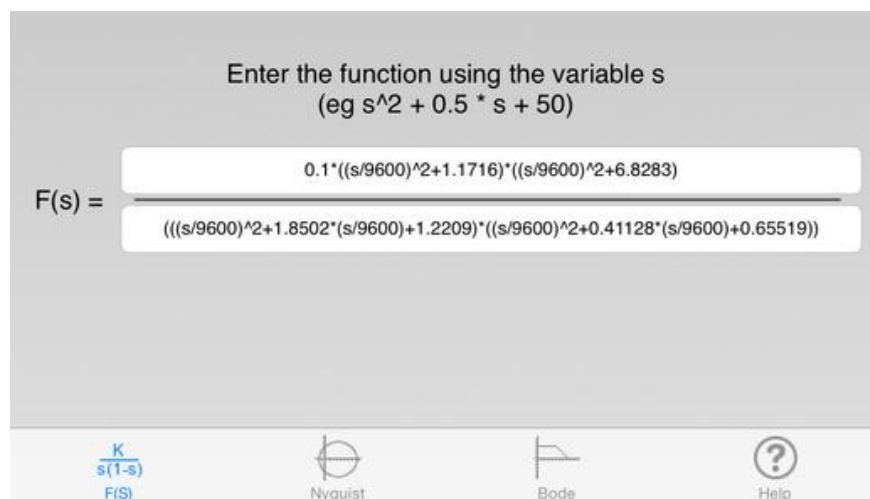 Enter the function using the variable s
(eg s^2 + 0.5 * s + 50)
0.1*((s/9600)^2+1.1716)*((s/9600)^2+6.8283)
F(s) =
(((s/9600)^2+1.8502*(s/9600)+1.2209)*((s/9600)^2+0.41128*(s/9600)+0.65519))
K
s(1-s)
F(S)
Nyquist
Bode
?
Help